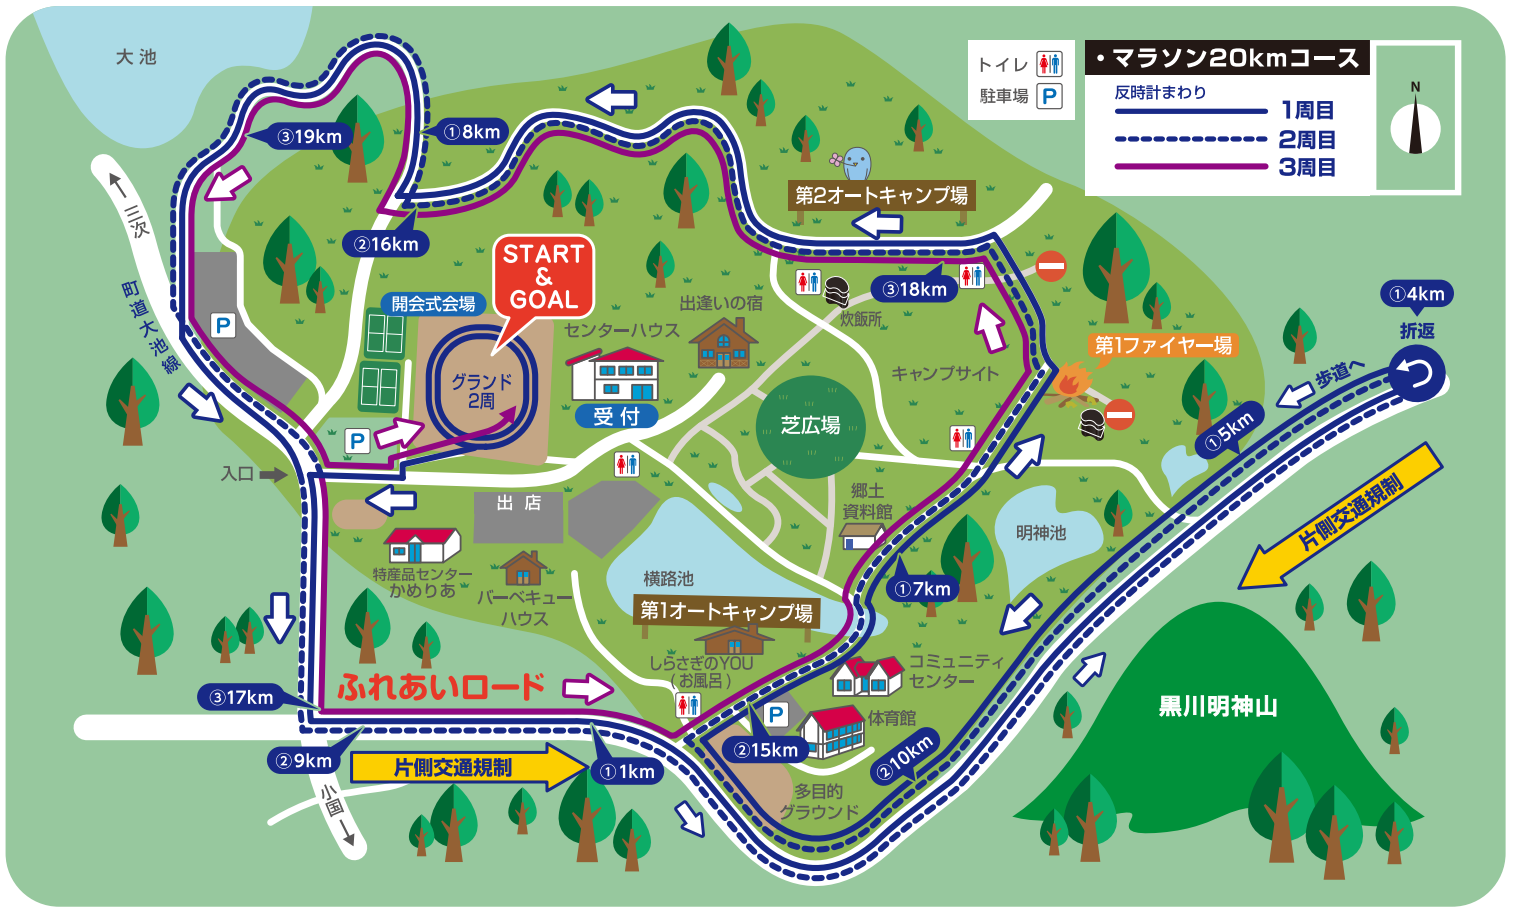 大 池
トイレ
駐車場
P
・マラソン20kmコース
反時計まわり
1周目
2周目
3周目
N
③19km
①8km
三次
②16km
START
&
GOAL
第2オートキャンプ場
町道大池線
P
開会式会場
グランド
2周
センターハウス
受 付
出逢いの宿
炊飯所
③18km
①4km
折返
歩道へ
第1ファイヤー場
キャンプサイト
芝広場
①5km
P
入口
出 店
郷土
資料館
明神池
片側交通規制
特産品センター
かめりあ
バーベキュー
ハウス
横路池
第1オートキャンプ場
①7km
しらさぎのYOU
(お風呂)
コミュニティ
センター
③17km
ふれあいロード
P
体育館
黒川明神山
②9km
片側交通規制
①1km
②15km
②10km
小国
多目的
グラウンド